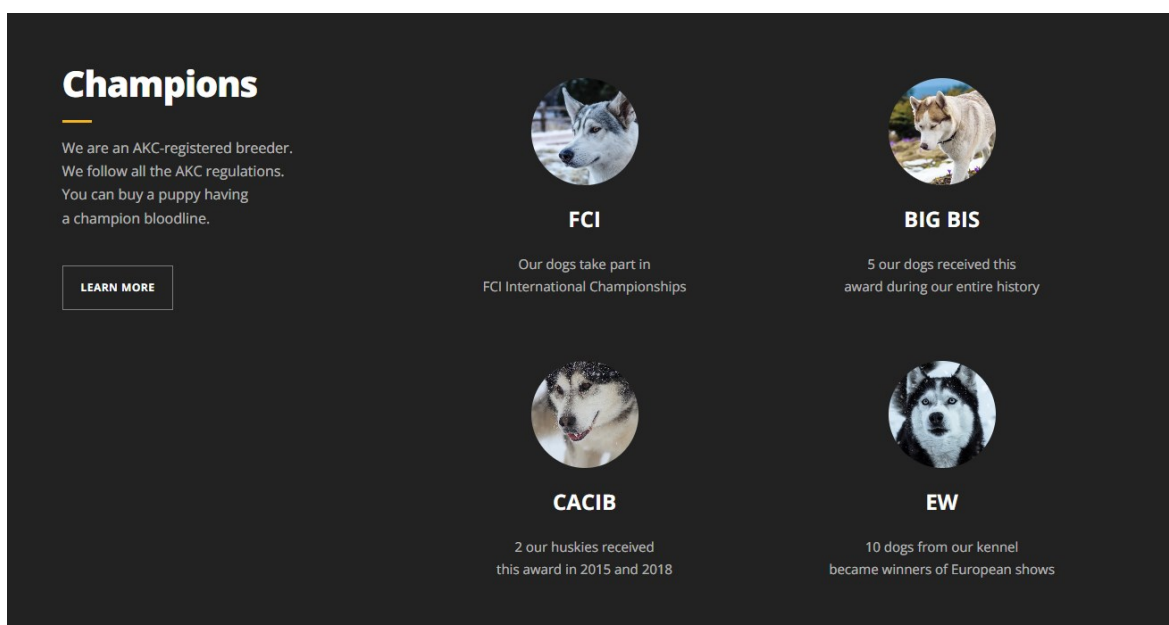 Champions
We are an AKC-registered breeder.
We follow all the AKC regulations.
You can buy a puppy having
a champion bloodline.
LEARN MORE
FCI
Our dogs take part in
FCI International Championships
BIG BIS
5 our dogs received this
award during our entire history
CACIB
2 our huskies received
this award in 2015 and 2018
EW
10 dogs from our kennel
became winners of European shows